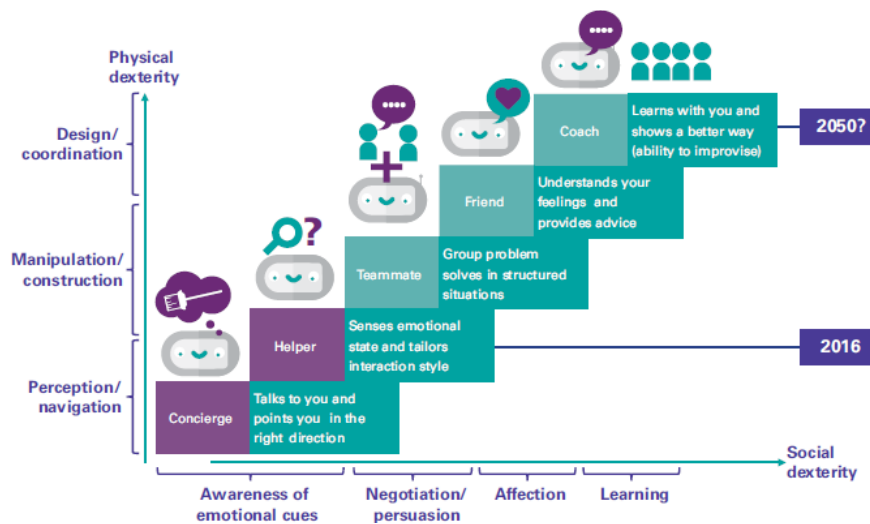 Physical
dexterity
Design/
coordination
Coach
Learns with you and
shows a better way
(ability to improvise)
2050?
Friend
Understands your
feelings and
provides advice
Manipulation/
construction
?
Teammate
Group problem
solves in structured
situations
Helper
Senses emotional
state and tailors
interaction style
2016
Perception/
navigation
Concierge
Talks to you and
points you in the
right direction
Social
dexterity
Awareness of
emotional cues
Negotiation/
persuasion
Affection
Learning